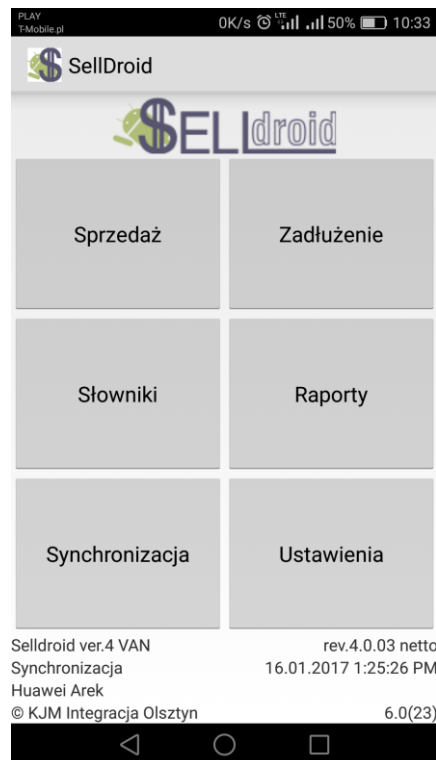 PLAY
T-Mobile.pl
0K/s LTE 50% 10:33
SellDroid
SELLdroid
Sprzedaż
Zadłużenie
Słowniki
Raporty
Synchronizacja
Ustawienia
Selldroid ver.4 VAN rev.4.0.03 netto
Synchronizacja 16.01.2017 1:25:26 PM
Huawei Arek
© KJM Integracja Olsztyn 6.0(23)